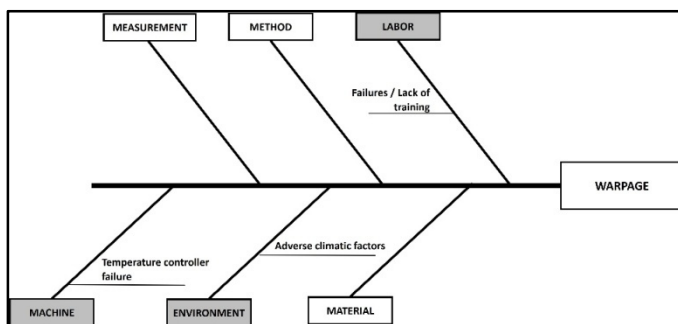 MEASUREMENT
METHOD
LABOR
Failures / Lack of
training
WARPAGE
Adverse climatic factors
Temperature controller
failure
MACHINE
ENVIRONMENT
MATERIAL